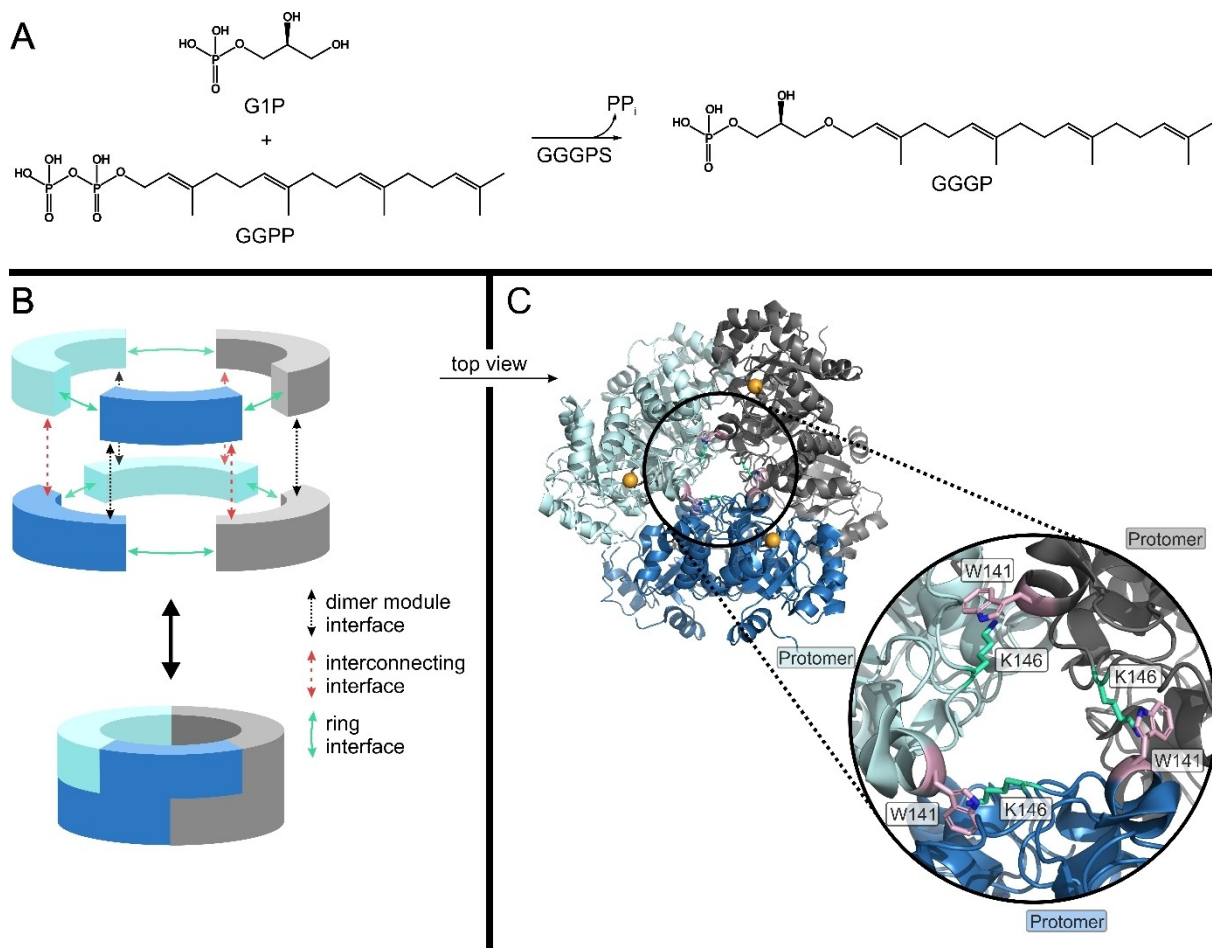 A
HO
OH
P
O
O
OH
OH
G1P
+
HO
OH
P
O
O
OH
P
O
O
GGPP
PPi
GGGPS
HO
OH
P
O
O
OH
O
GGGP
B
dimer module
interface
interconnecting
interface
ring
interface
top view
C
Protomer
W141
Protomer
K146
K146
W141
W141
K146
Protomer